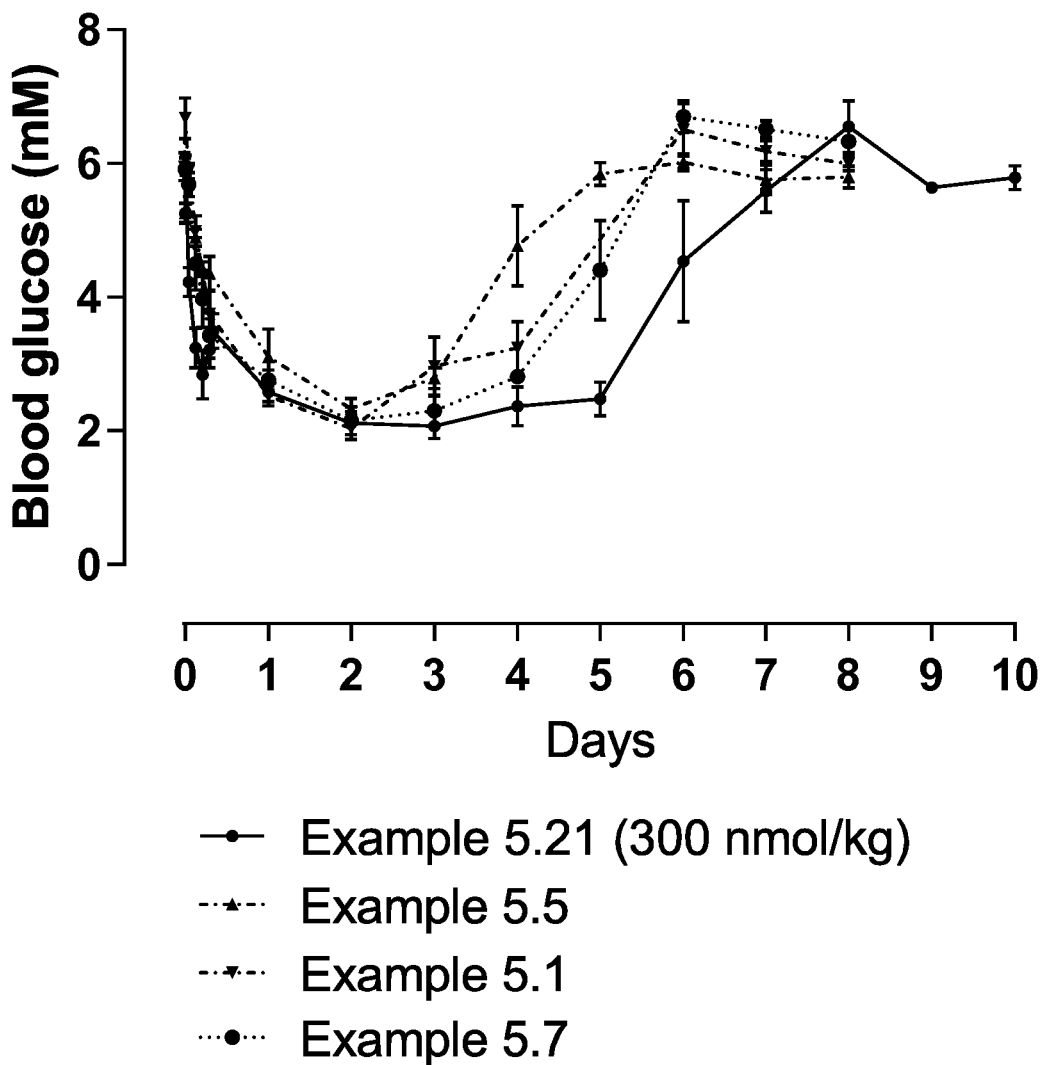 Blood glucose (mM)
8
6
4
2
0
0 1 2 3 4 5 6 7 8 9 10
Days
Example 5.21 (300 nmol/kg)
Example 5.5
Example 5.1
Example 5.7